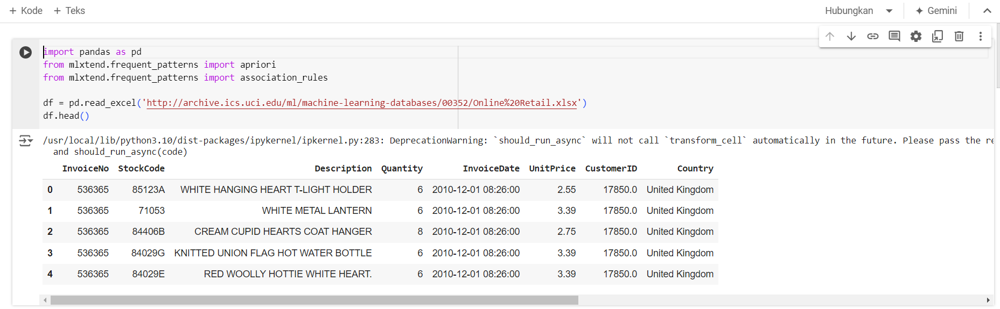 + Kode + Teks Hubungkan Gemini
import pandas as pd
from mlxtend.frequent_patterns import apriori
from mlxtend.frequent_patterns import association_rules
df = pd.read_excel('http://archive.ics.uci.edu/ml/machine-learning-databases/00352/Online%20Retail.xlsx')
df.head()
/usr/local/lib/python3.10/dist-packages/ipykernel/ipkernel.py:283: DeprecationWarning: `should_run_async` will not call `transform_cell` automatically in the future. Please pass the re
and should_run_async(code)
InvoiceNo StockCode Description Quantity InvoiceDate UnitPrice CustomerID Country
0 536365 85123A WHITE HANGING HEART T-LIGHT HOLDER 6 2010-12-01 08:26:00 2.55 17850.0 United Kingdom
1 536365 71053 WHITE METAL LANTERN 6 2010-12-01 08:26:00 3.39 17850.0 United Kingdom
2 536365 84406B CREAM CUPID HEARTS COAT HANGER 8 2010-12-01 08:26:00 2.75 17850.0 United Kingdom
3 536365 84029G KNITTED UNION FLAG HOT WATER BOTTLE 6 2010-12-01 08:26:00 3.39 17850.0 United Kingdom
4 536365 84029E RED WOOLLY HOTTIE WHITE HEART. 6 2010-12-01 08:26:00 3.39 17850.0 United Kingdom